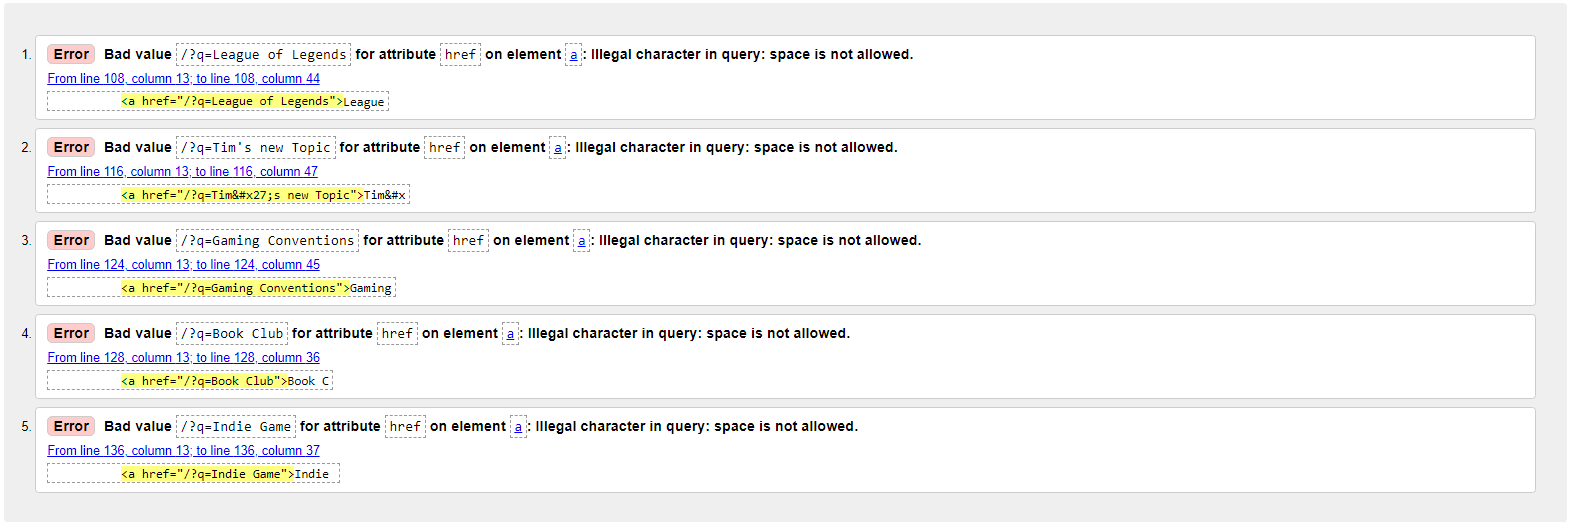 1. Error Bad value /?q=League of Legends for attribute href on element a: Illegal character in query: space is not allowed.
From line 108, column 13; to line 108, column 44
<a href="/?q=League of Legends">League
2. Error Bad value /?q=Tim's new Topic for attribute href on element a: Illegal character in query: space is not allowed.
From line 116, column 13; to line 116, column 47
<a href="/?q=Tim&#x27;s new Topic">Tim&#x
3. Error Bad value /?q=Gaming Conventions for attribute href on element a: Illegal character in query: space is not allowed.
From line 124, column 13; to line 124, column 45
<a href="/?q=Gaming Conventions">Gaming
4. Error Bad value /?q=Book Club for attribute href on element a: Illegal character in query: space is not allowed.
From line 128, column 13; to line 128, column 36
<a href="/?q=Book Club">Book C
5. Error Bad value /?q=Indie Game for attribute href on element a: Illegal character in query: space is not allowed.
From line 136, column 13; to line 136, column 37
<a href="/?q=Indie Game">Indie